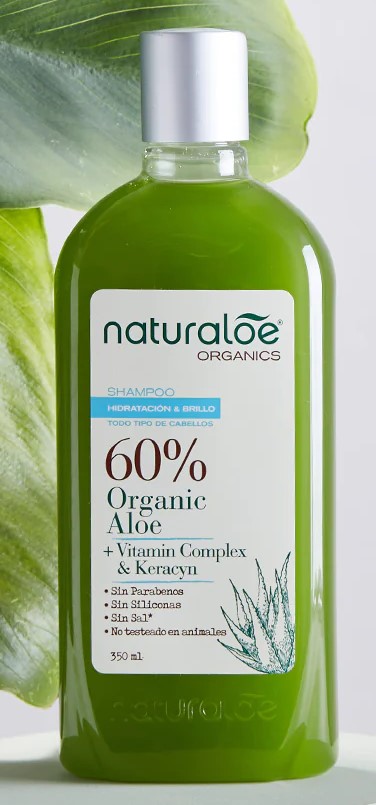 naturaloe®
ORGANICS
SHAMPOO
HIDRATACIÓN & BRILLO
TODO TIPO DE CABELLOS
60%
Organic
Aloe
+ Vitamin Complex
& Keracyn
• Sin Parabenos
• Sin Siliconas
• Sin Sal*
• No testeado en animales
350 ml.
naturaloe